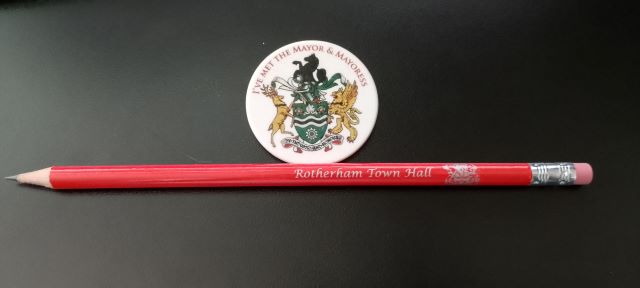 I'VE MET THE MAYOR & MAYORESS
Rotherham Town Hall